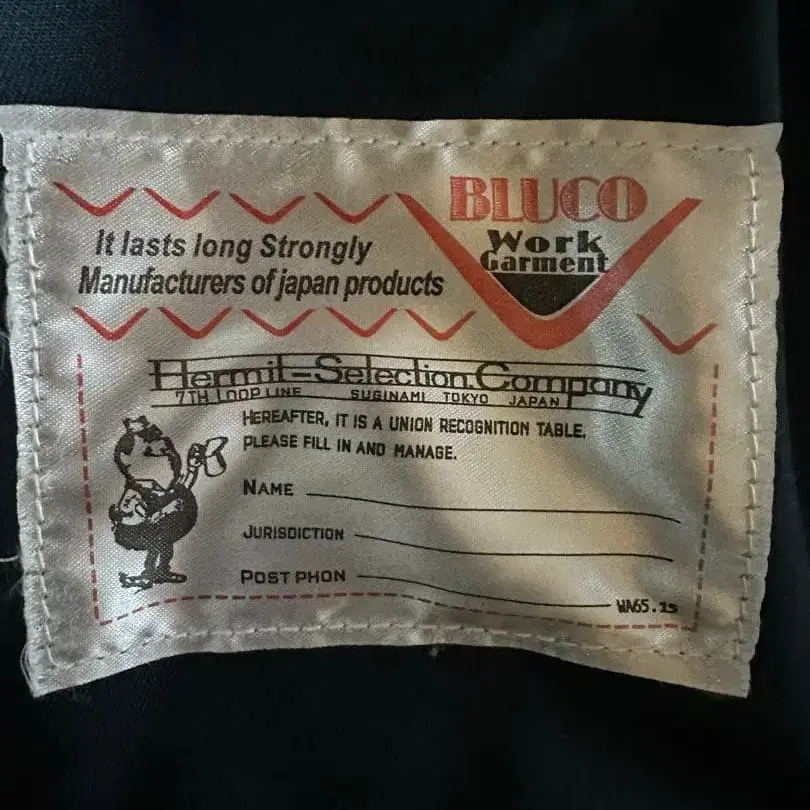 BLUCO
Work
Garment
It lasts long Strongly
Manufacturers of japan products
Hermit-Selection.Company
7TH LOOP LINE SUGINAMI TOKYO JAPAN
HEREAFTER, IT IS A UNION RECOGNITION TABLE.
PLEASE FILL IN AND MANAGE.
NAME
JURISDICTION
POST PHON
WA65.15